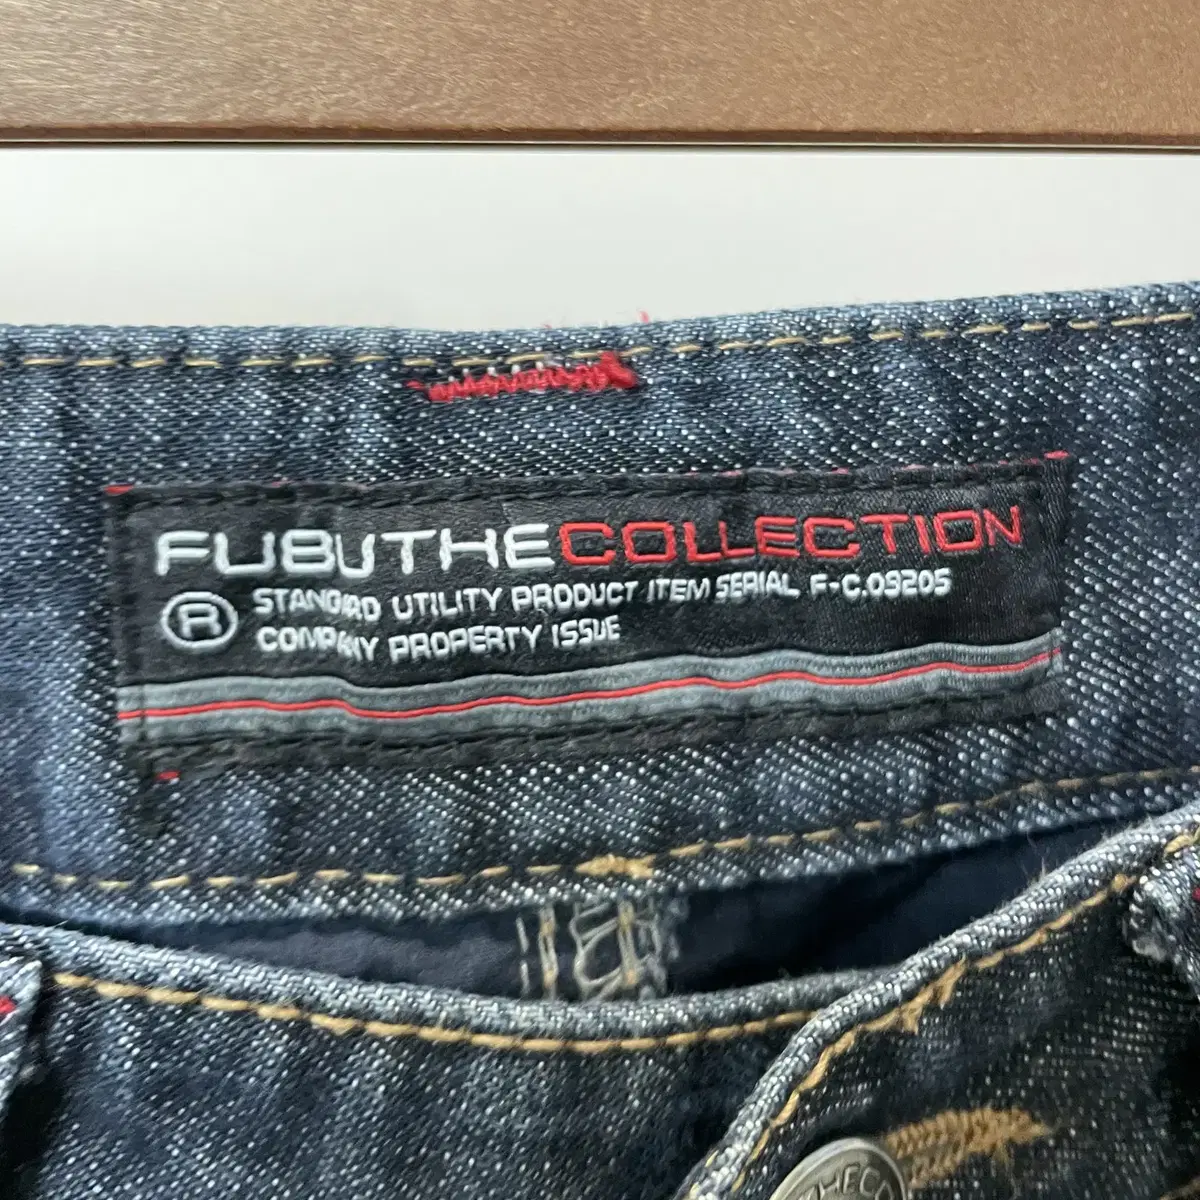 FUBUTHECOLLECTION
® STANDARD UTILITY PRODUCT ITEM SERIAL F-C.09205
COMPANY PROPERTY ISSUE